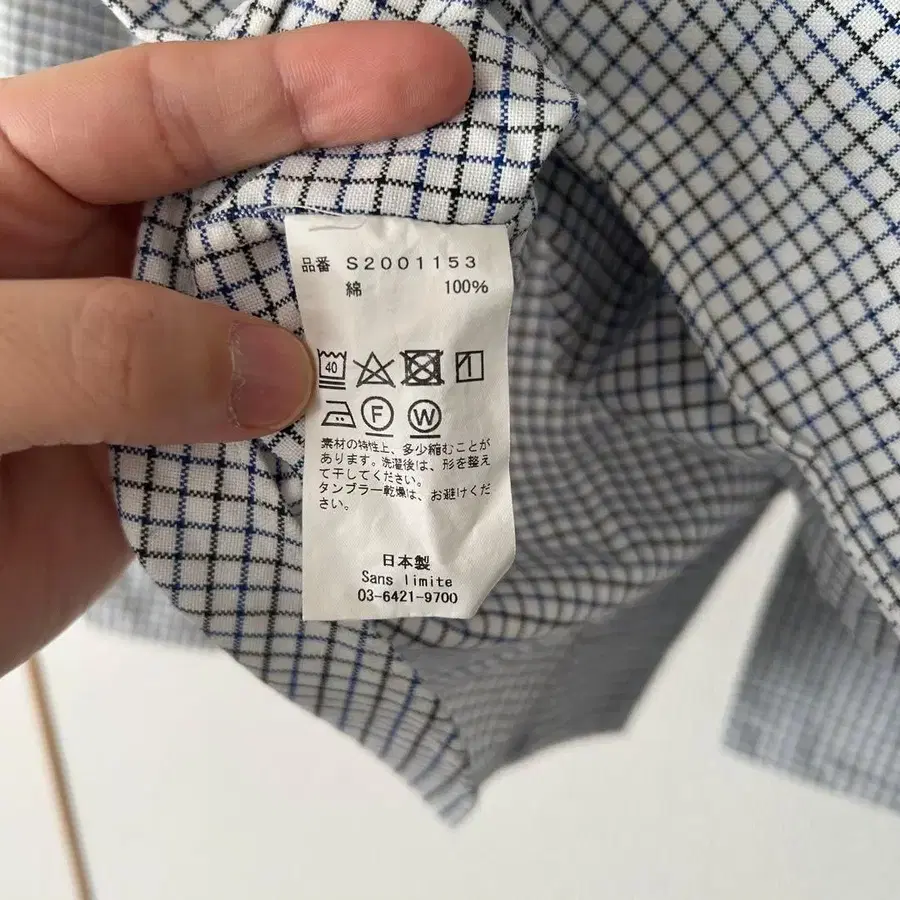 品番 S2001153
綿 100%
40
F W
素材の特性上、多少縮むことが
あります。洗濯後は、形を整え
て干してください。
タンブラー乾燥は、お避けくだ
さい。
日本製
Sans limite
03-6421-9700